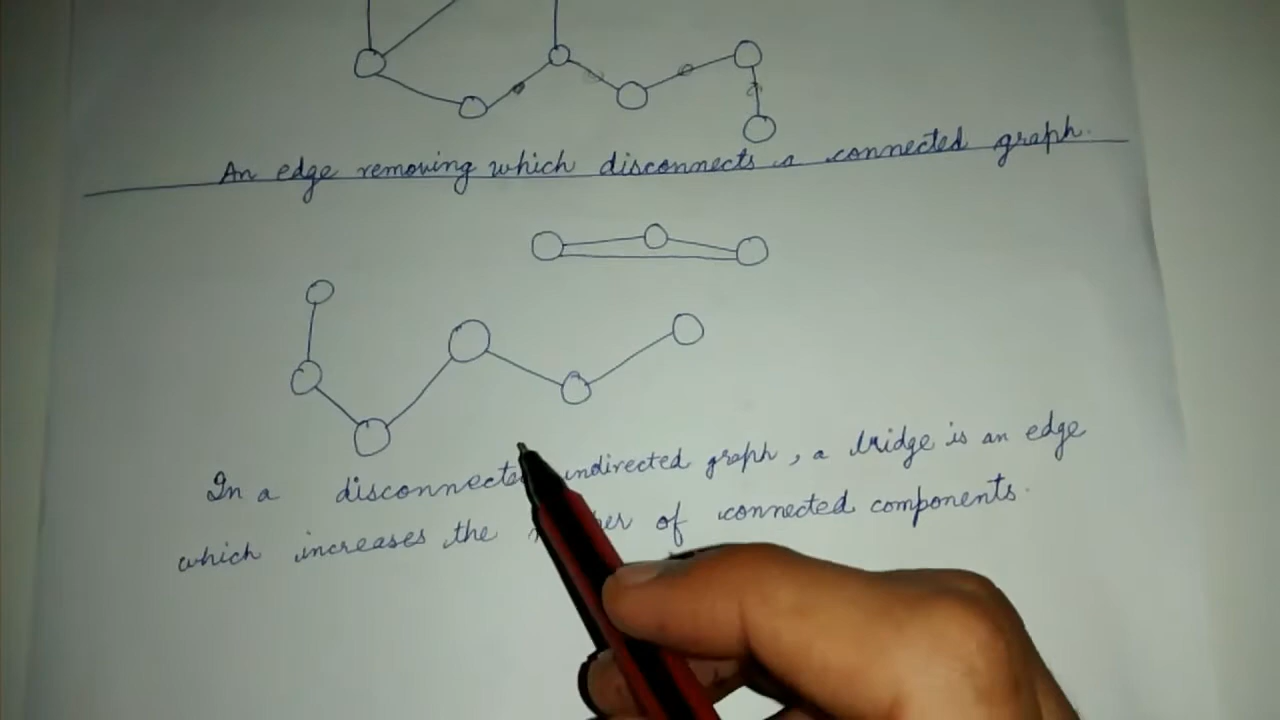 An edge removing which disconnects a connected graph.
In a disconnected undirected graph, a bridge is an edge
which increases the of connected components.